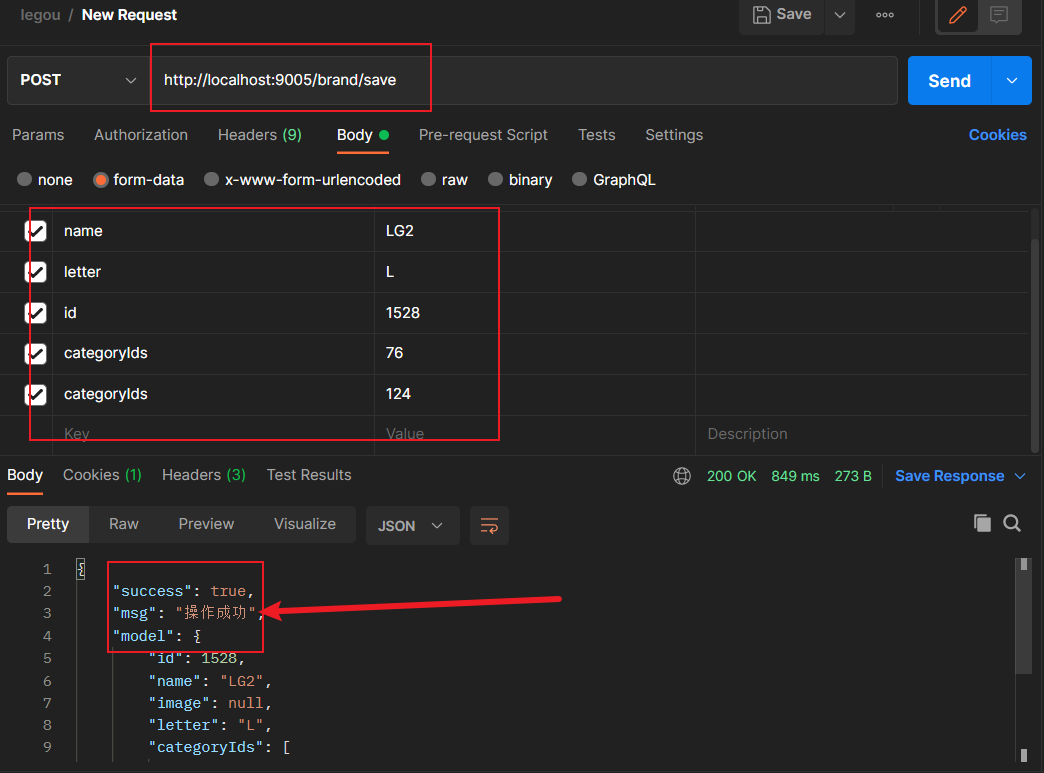 legou / New Request Save
POST http://localhost:9005/brand/save Send
Params Authorization Headers (9) Body Pre-request Script Tests Settings Cookies
none form-data x-www-form-urlencoded raw binary GraphQL
name LG2
letter L
id 1528
categoryIds 76
categoryIds 124
Key Value Description
Body Cookies (1) Headers (3) Test Results 200 OK 849 ms 273 B Save Response
Pretty Raw Preview Visualize JSON
1 {
2 "success": true,
3 "msg": "操作成功",
4 "model": {
5 "id": 1528,
6 "name": "LG2",
7 "image": null,
8 "letter": "L",
9 "categoryIds": [